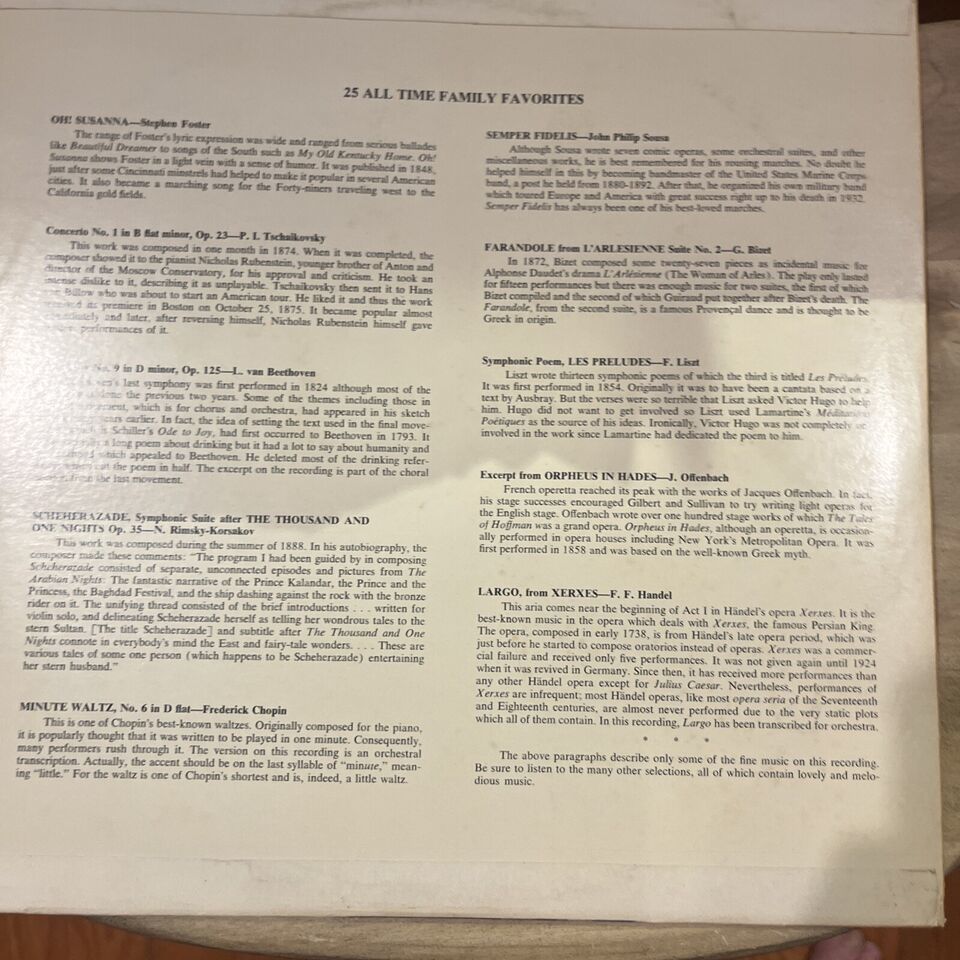 25 ALL TIME FAMILY FAVORITES
OH! SUSANNA—Stephen Foster
The range of Foster's lyric expression was wide and ranged from serious ballades
like Beautiful Dreamer to songs of the South such as My Old Kentucky Home. Oh!
Susanna shows Foster in a light vein with a sense of humor. It was published in 1848,
just after some Cincinnati minstrels had helped to make it popular in several American
cities. It also became a marching song for the Forty-niners traveling west to the
California gold fields.
Concerto No. 1 in B flat minor, Op. 23—P. I. Tschaikovsky
This work was composed in one month in 1874. When it was completed, the
composer showed it to the pianist Nicholas Rubenstein, younger brother of Anton and
director of the Moscow Conservatory, for his approval and criticism. He took an
intense dislike to it, describing it as unplayable. Tschaikovsky then sent it to Hans
Bülow who was about to start an American tour. He liked it and thus the work
its premiere in Boston on October 25, 1875. It became popular almost
and later, after reversing himself, Nicholas Rubenstein himself gave
performances of it.
No. 9 in D minor, Op. 125—L. van Beethoven
last symphony was first performed in 1824 although most of the
done the previous two years. Some of the themes including those in
which is for chorus and orchestra, had appeared in his sketch
years earlier. In fact, the idea of setting the text used in the final move-
Schiller's Ode to Joy, had first occurred to Beethoven in 1793. It
a long poem about drinking but it had a lot to say about humanity and
which appealed to Beethoven. He deleted most of the drinking refer-
cut the poem in half. The excerpt on the recording is part of the choral
from the last movement.
SCHEHERAZADE, Symphonic Suite after THE THOUSAND AND
ONE NIGHTS Op. 35—N. Rimsky-Korsakov
This work was composed during the summer of 1888. In his autobiography, the
composer made these comments: "The program I had been guided by in composing
Scheherazade consisted of separate, unconnected episodes and pictures from The
Arabian Nights: The fantastic narrative of the Prince Kalandar, the Prince and the
Princess, the Baghdad Festival, and the ship dashing against the rock with the bronze
rider on it. The unifying thread consisted of the brief introductions . . . written for
violin solo, and delineating Scheherazade herself as telling her wondrous tales to the
stern Sultan. [The title Scheherazade] and subtitle after The Thousand and One
Nights connote in everybody's mind the East and fairy-tale wonders. . . . These are
various tales of some one person (which happens to be Scheherazade) entertaining
her stern husband."
MINUTE WALTZ, No. 6 in D flat—Frederick Chopin
This is one of Chopin's best-known waltzes. Originally composed for the piano,
it is popularly thought that it was written to be played in one minute. Consequently,
many performers rush through it. The version on this recording is an orchestral
transcription. Actually, the accent should be on the last syllable of "minute," mean-
ing "little." For the waltz is one of Chopin's shortest and is, indeed, a little waltz.
SEMPER FIDELIS—John Philip Sousa
Although Sousa wrote seven comic operas, some orchestral suites, and other
miscellaneous works, he is best remembered for his rousing marches. No doubt he
helped himself in this by becoming bandmaster of the United States Marine Corps
band, a post he held from 1880-1892. After that, he organized his own military band
which toured Europe and America with great success right up to his death in 1932.
Semper Fidelis has always been one of his best-loved marches.
FARANDOLE from L'ARLESIENNE Suite No. 2—G. Bizet
In 1872, Bizet composed some twenty-seven pieces as incidental music for
Alphonse Daudet's drama L'Arlésienne (The Woman of Arles). The play only lasted
for fifteen performances but there was enough music for two suites, the first of which
Bizet compiled and the second of which Guiraud put together after Bizet's death. The
Farandole, from the second suite, is a famous Provençal dance and is thought to be
Greek in origin.
Symphonic Poem, LES PRELUDES—F. Liszt
Liszt wrote thirteen symphonic poems of which the third is titled Les Préludes.
It was first performed in 1854. Originally it was to have been a cantata based on a
text by Ausbray. But the verses were so terrible that Liszt asked Victor Hugo to help
him. Hugo did not want to get involved so Liszt used Lamartine's Méditations
Poétiques as the source of his ideas. Ironically, Victor Hugo was not completely
involved in the work since Lamartine had dedicated the poem to him.
Excerpt from ORPHEUS IN HADES—J. Offenbach
French operetta reached its peak with the works of Jacques Offenbach. In fact,
his stage successes encouraged Gilbert and Sullivan to try writing light operas for
the English stage. Offenbach wrote over one hundred stage works of which The Tales
of Hoffman was a grand opera. Orpheus in Hades, although an operetta, is occasion-
ally performed in opera houses including New York's Metropolitan Opera. It was
first performed in 1858 and was based on the well-known Greek myth.
LARGO, from XERXES—F. F. Handel
This aria comes near the beginning of Act I in Händel's opera Xerxes. It is the
best-known music in the opera which deals with Xerxes, the famous Persian King.
The opera, composed in early 1738, is from Händel's late opera period, which was
just before he started to compose oratorios instead of operas. Xerxes was a commer-
cial failure and received only five performances. It was not given again until 1924
when it was revived in Germany. Since then, it has received more performances than
any other Händel opera except for Julius Caesar. Nevertheless, performances of
Xerxes are infrequent; most Händel operas, like most opera seria of the Seventeenth
and Eighteenth centuries, are almost never performed due to the very static plots
which all of them contain. In this recording, Largo has been transcribed for orchestra.
* * *
The above paragraphs describe only some of the fine music on this recording.
Be sure to listen to the many other selections, all of which contain lovely and melo-
dious music.